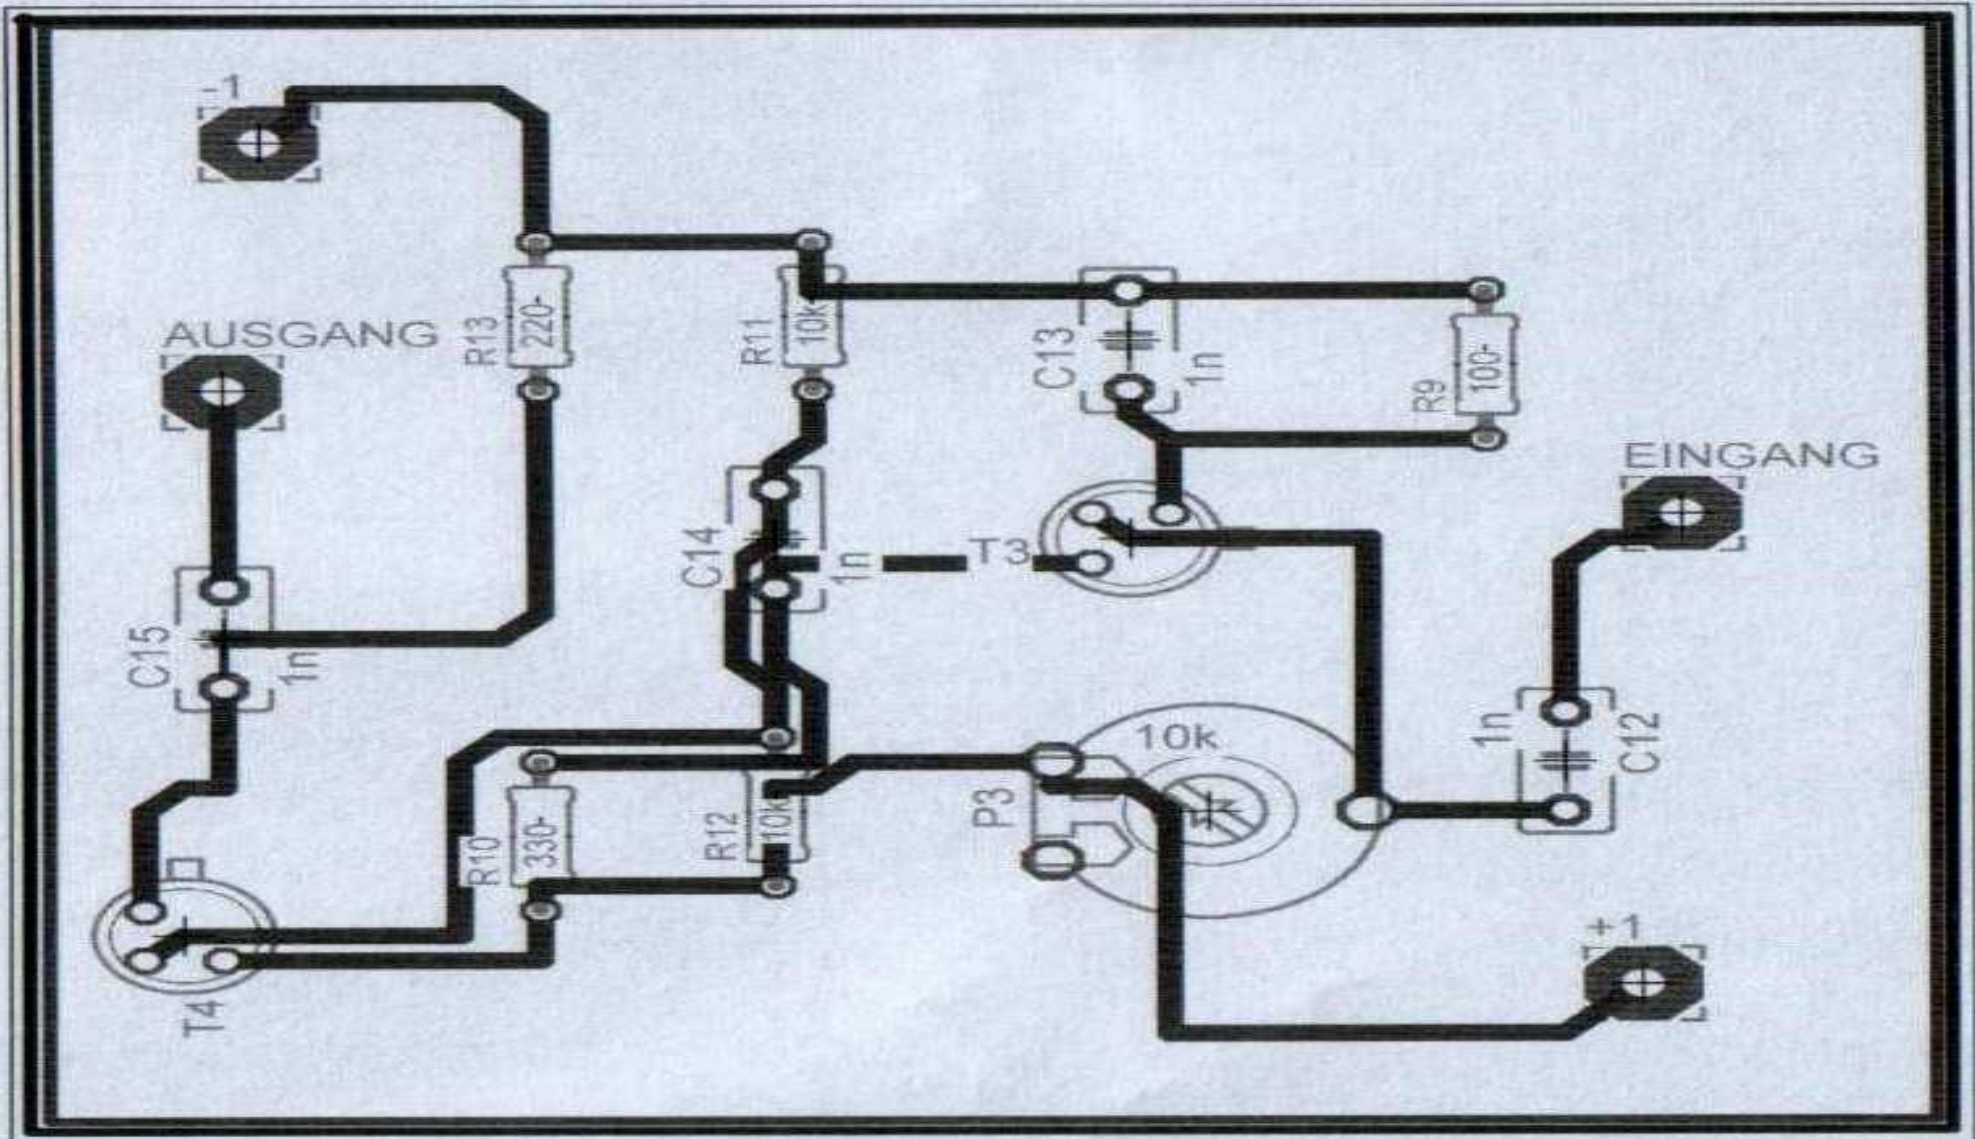 -1
AUSGANG
R13
220-
R11
10k
C13
1n
R9
100-
EINGANG
C14
1n
T3
C15
1n
10k
1n
C12
P3
R10
330-
R12
10k
+1
T4